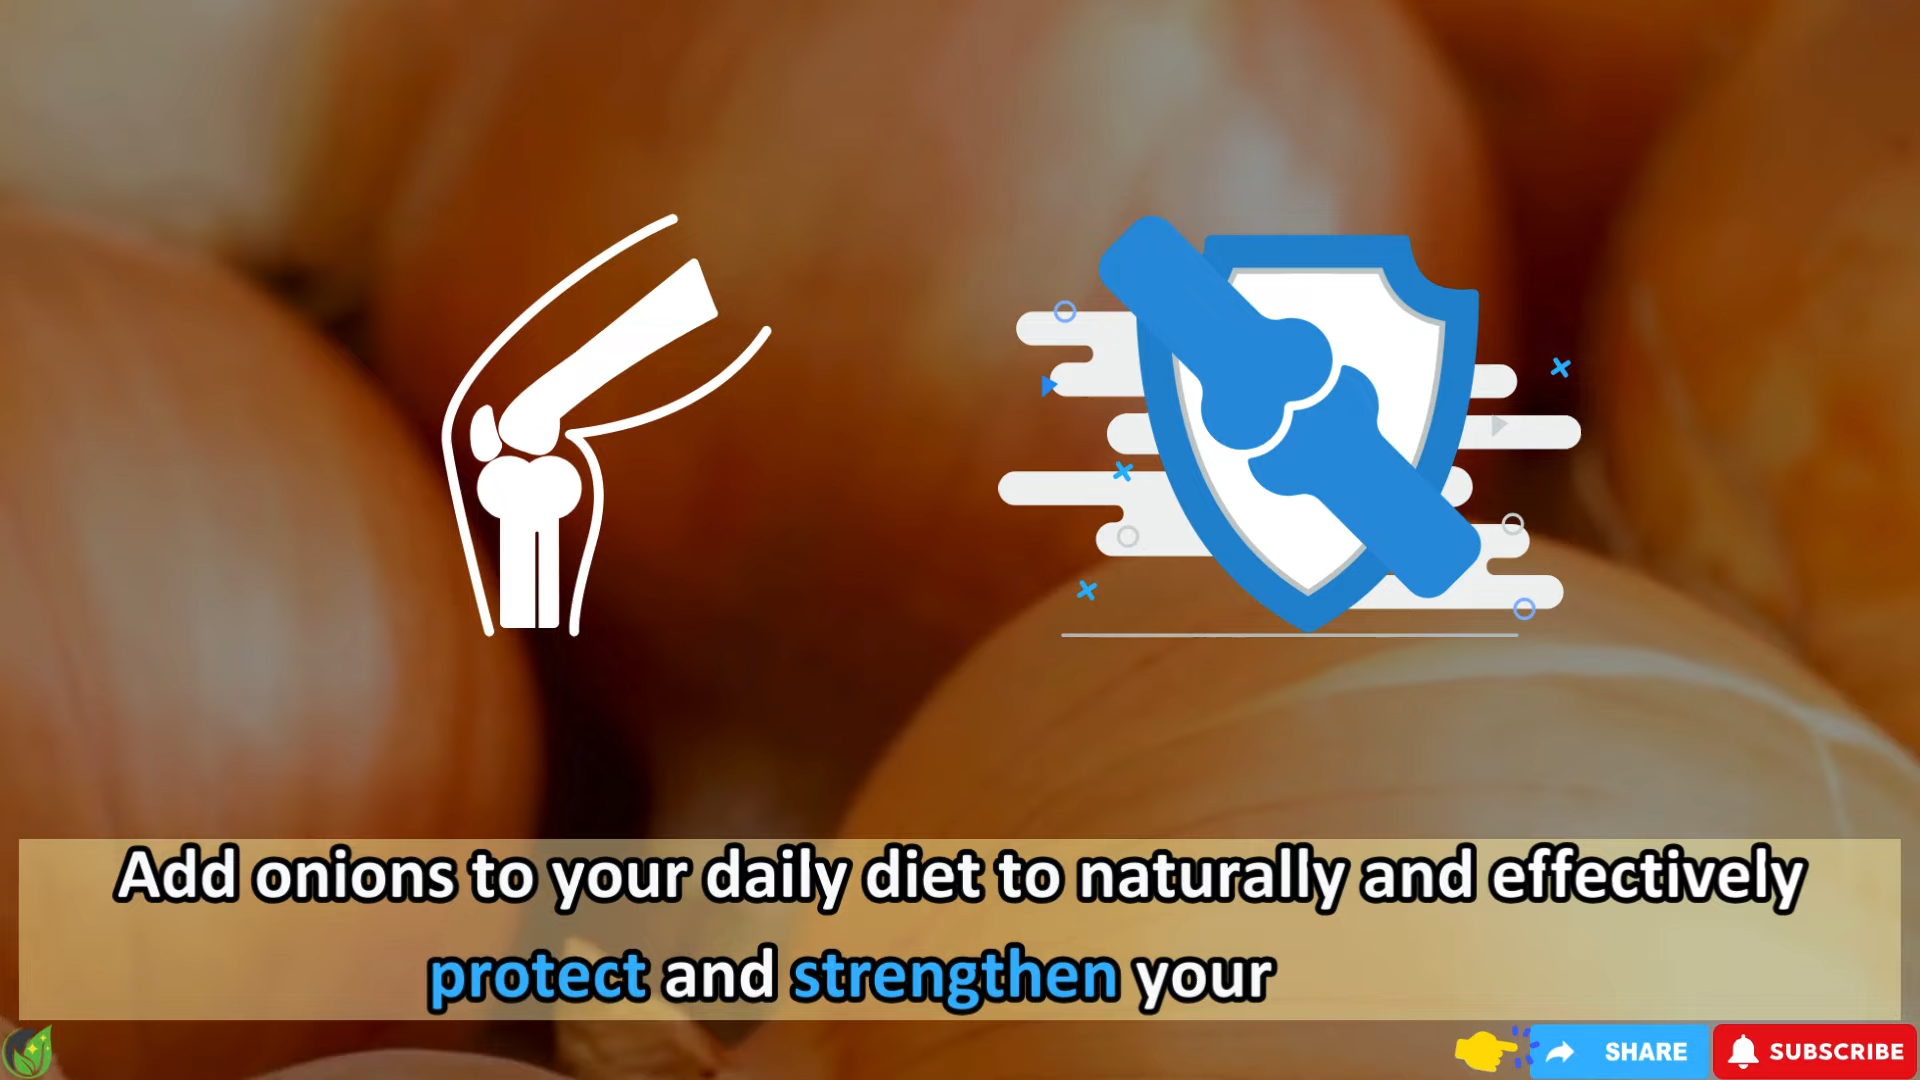 Add onions to your daily diet to naturally and effectively
protect and strengthen your
SHARE
SUBSCRIBE